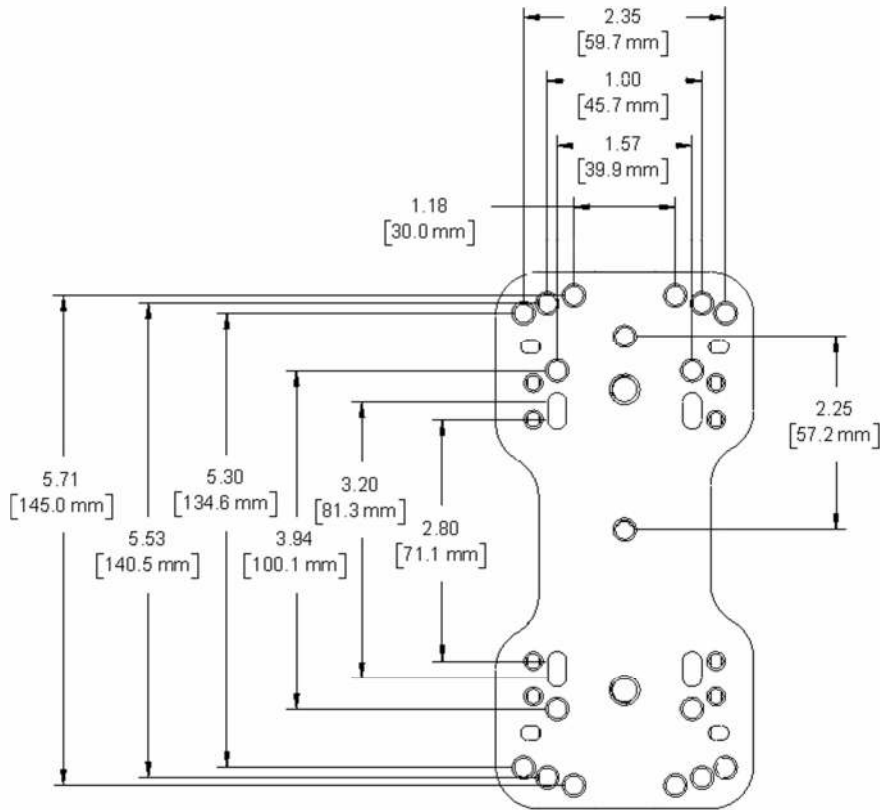 2.35
[59.7 mm]
1.00
[45.7 mm]
1.57
[39.9 mm]
1.18
[30.0 mm]
2.25
[57.2 mm]
5.71
[145.0 mm]
5.30
[134.6 mm]
3.20
[81.3 mm]
5.53
[140.5 mm]
3.94
[100.1 mm]
2.80
[71.1 mm]